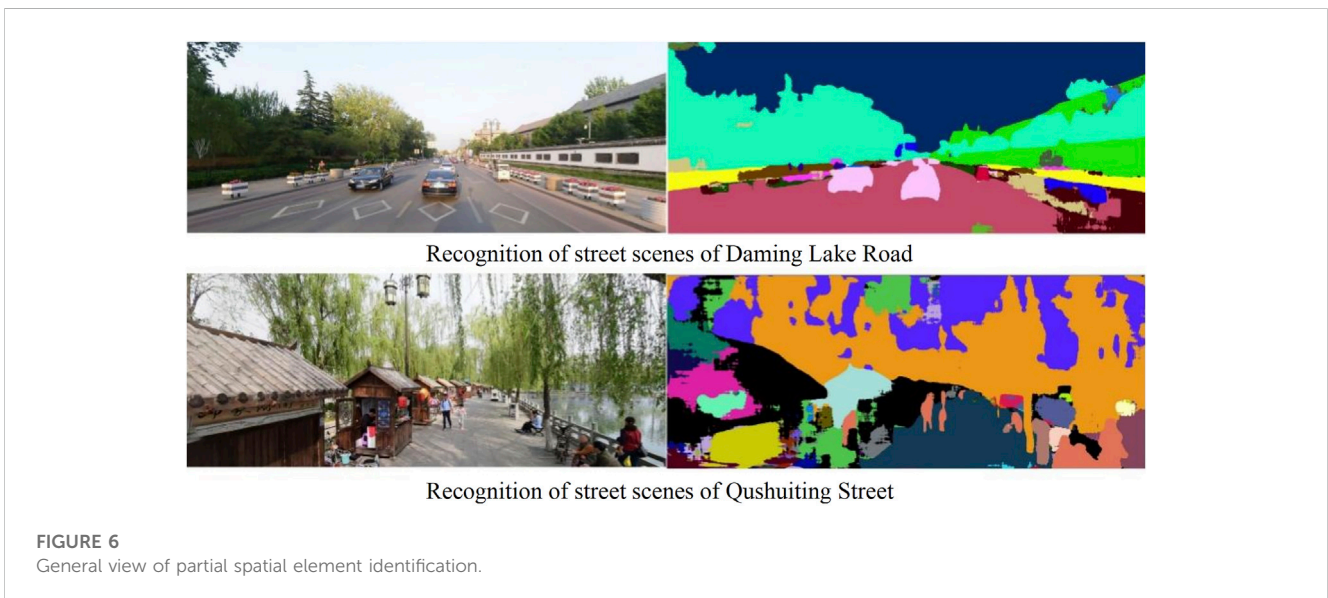 Recognition of street scenes of Daming Lake Road
Recognition of street scenes of Qushuiting Street
FIGURE 6
General view of partial spatial element identification.